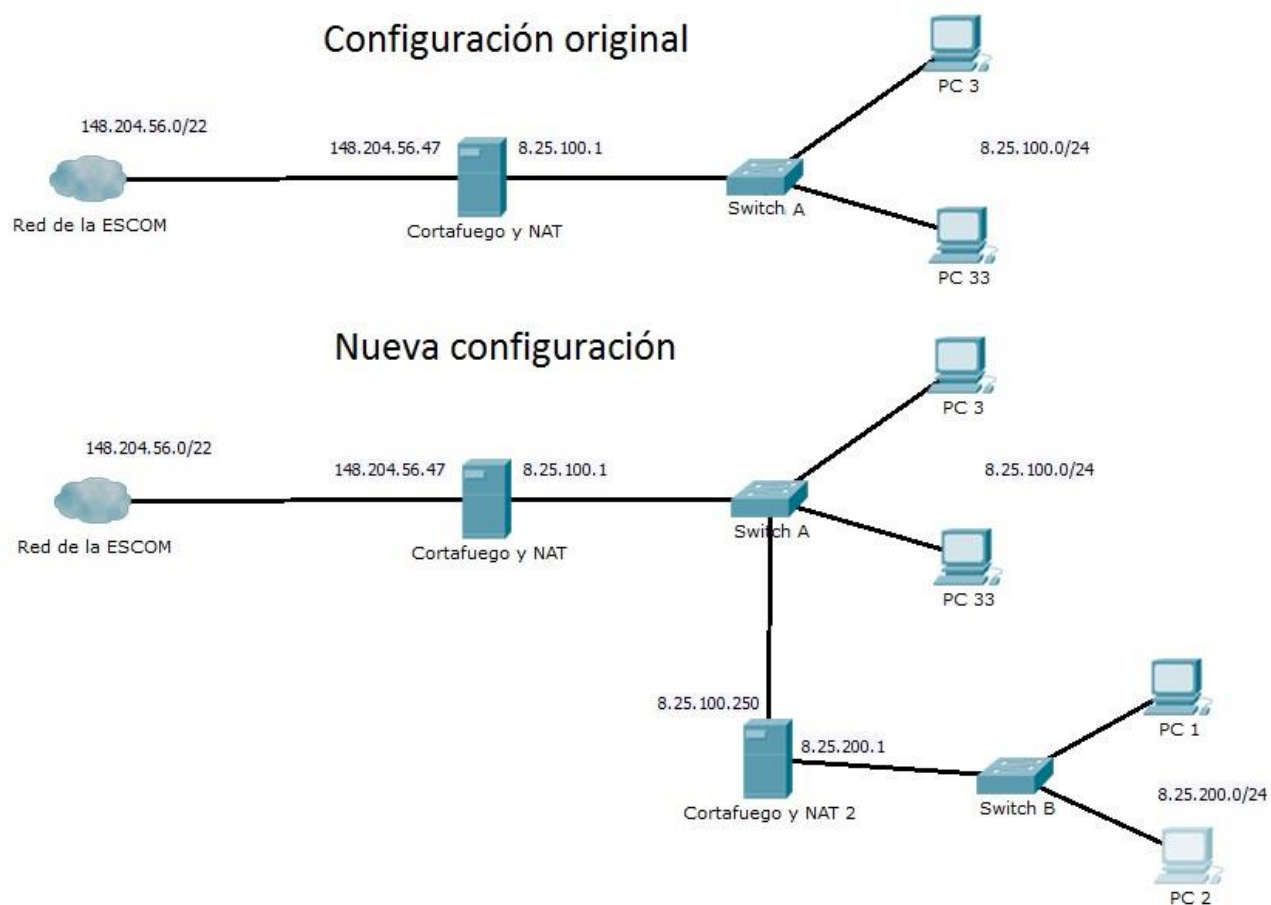 Configuración original
PC 3
148.204.56.0/22
148.204.56.47
8.25.100.1
8.25.100.0/24
Red de la ESCOM
Cortafuego y NAT
Switch A
PC 33
Nueva configuración
PC 3
148.204.56.0/22
148.204.56.47
8.25.100.1
8.25.100.0/24
Red de la ESCOM
Cortafuego y NAT
Switch A
PC 33
8.25.100.250
8.25.200.1
PC 1
Cortafuego y NAT 2
Switch B
8.25.200.0/24
PC 2